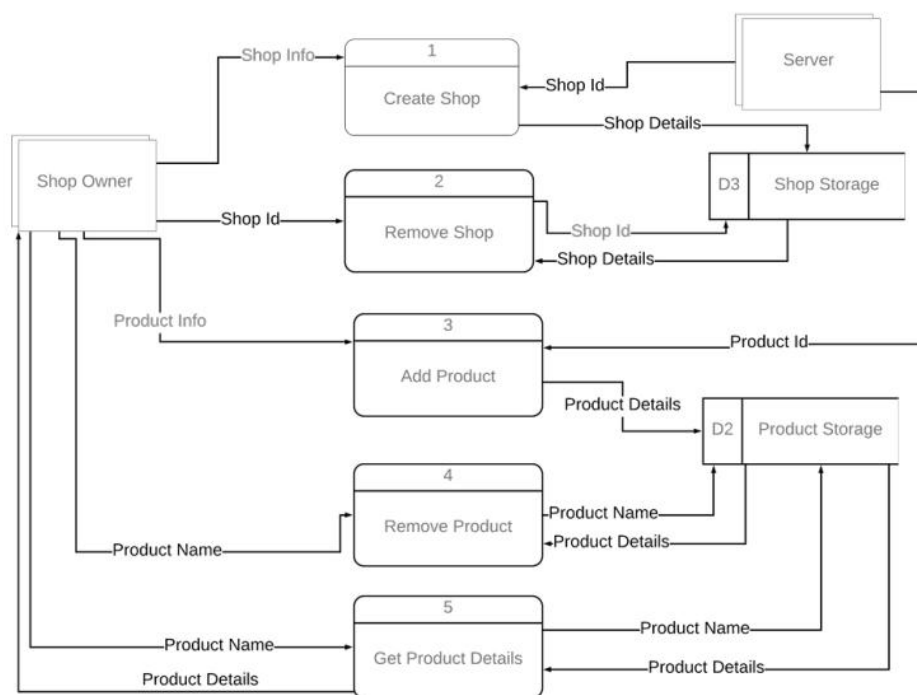 1
Server
Shop Info
Create Shop
Shop Id
Shop Details
Shop Owner
2
D3
Shop Storage
Shop Id
Remove Shop
Shop Id
Shop Details
Product Info
3
Product Id
Add Product
Product Details
D2
Product Storage
4
Remove Product
Product Name
Product Details
Product Name
5
Product Name
Product Name
Get Product Details
Product Details
Product Details